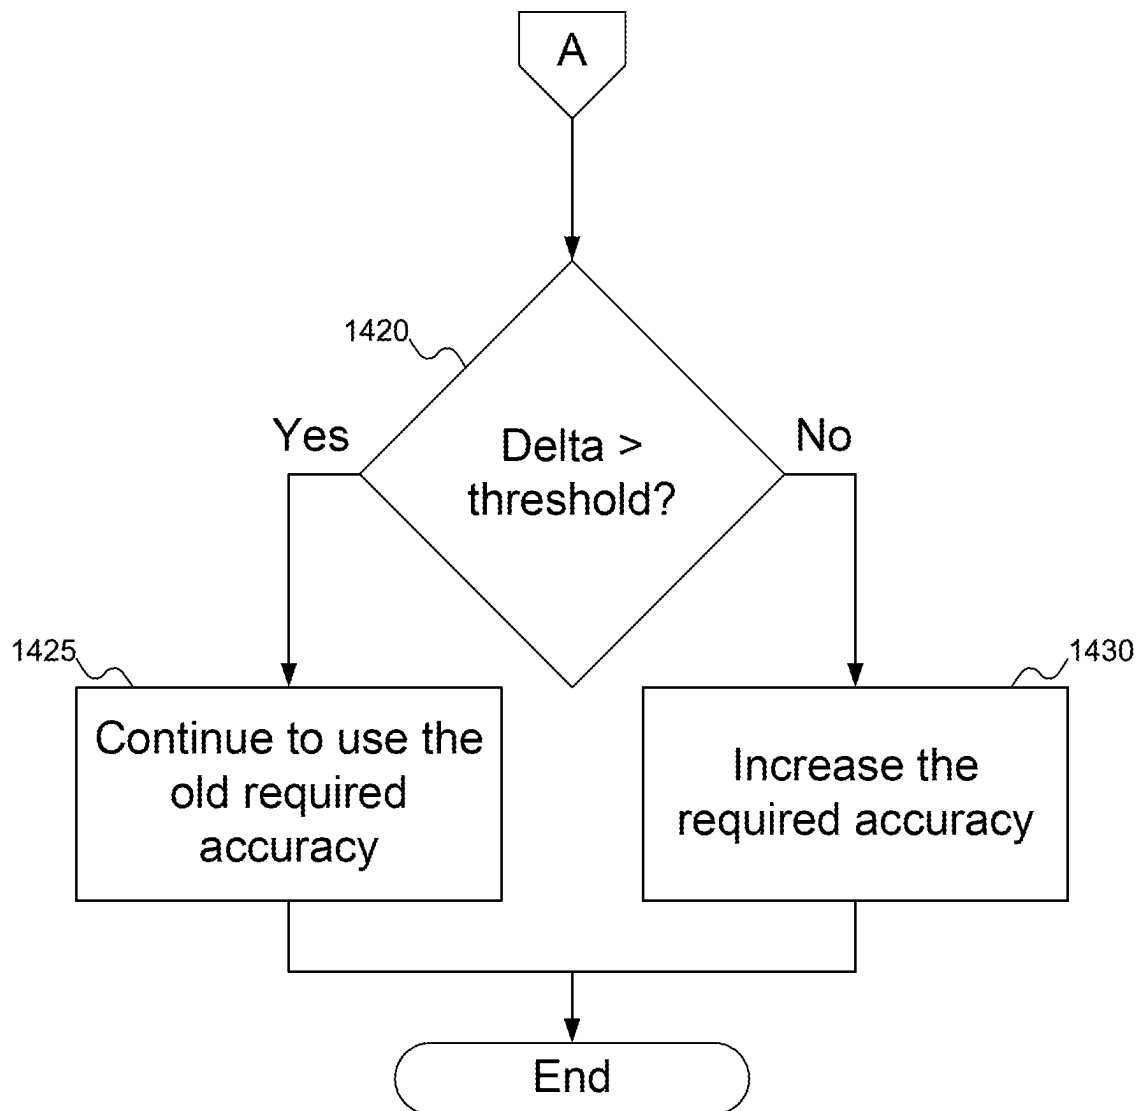 A
1420
Yes
No
Delta >
threshold?
1425
1430
Continue to use the
old required
accuracy
Increase the
required accuracy
End